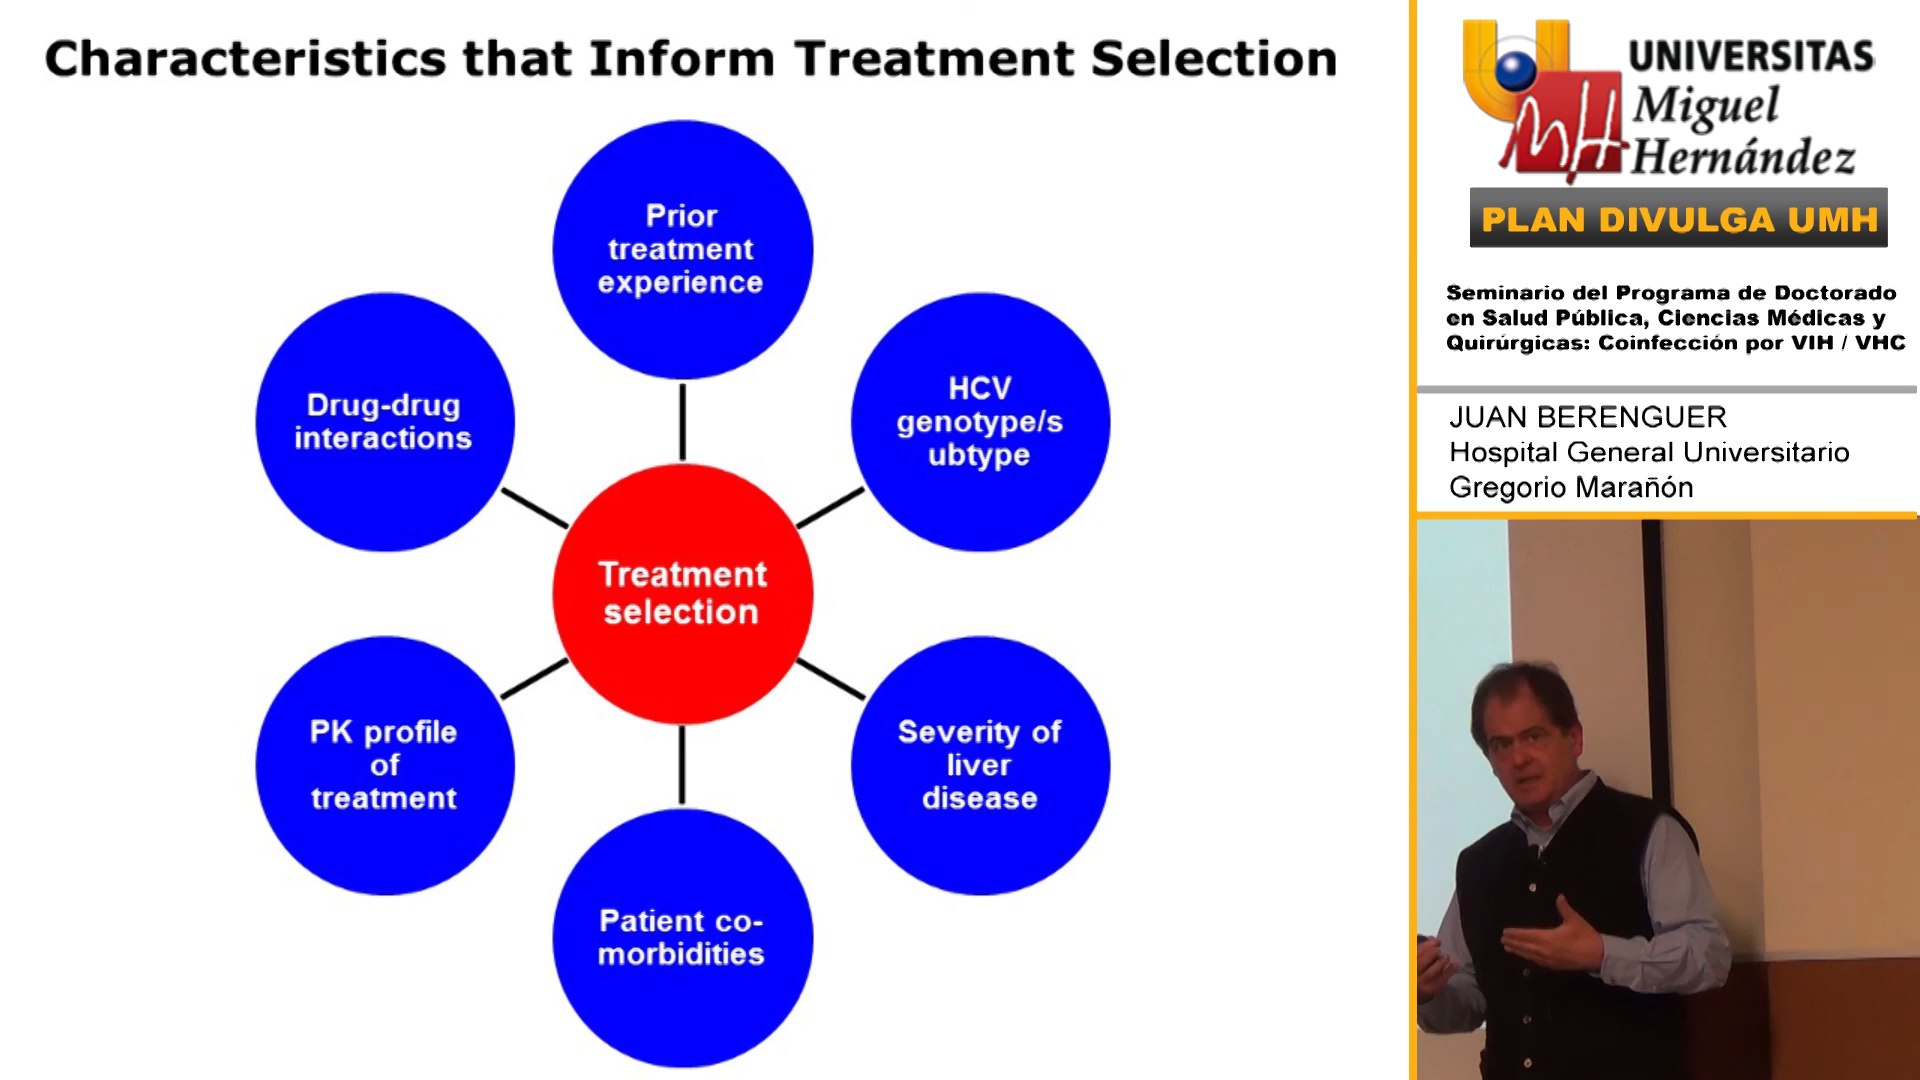 Characteristics that Inform Treatment Selection
Prior
treatment
experience
HCV
genotype/s
ubtype
Severity of
liver
disease
Patient co-
morbidities
PK profile
of
treatment
Drug-drug
interactions
Treatment
selection
UNIVERSITAS
Miguel
Hernández
PLAN DIVULGA UMH
Seminario del Programa de Doctorado
en Salud Pública, Ciencias Médicas y
Quirúrgicas: Coinfección por VIH / VHC
JUAN BERENGUER
Hospital General Universitario
Gregorio Marañón